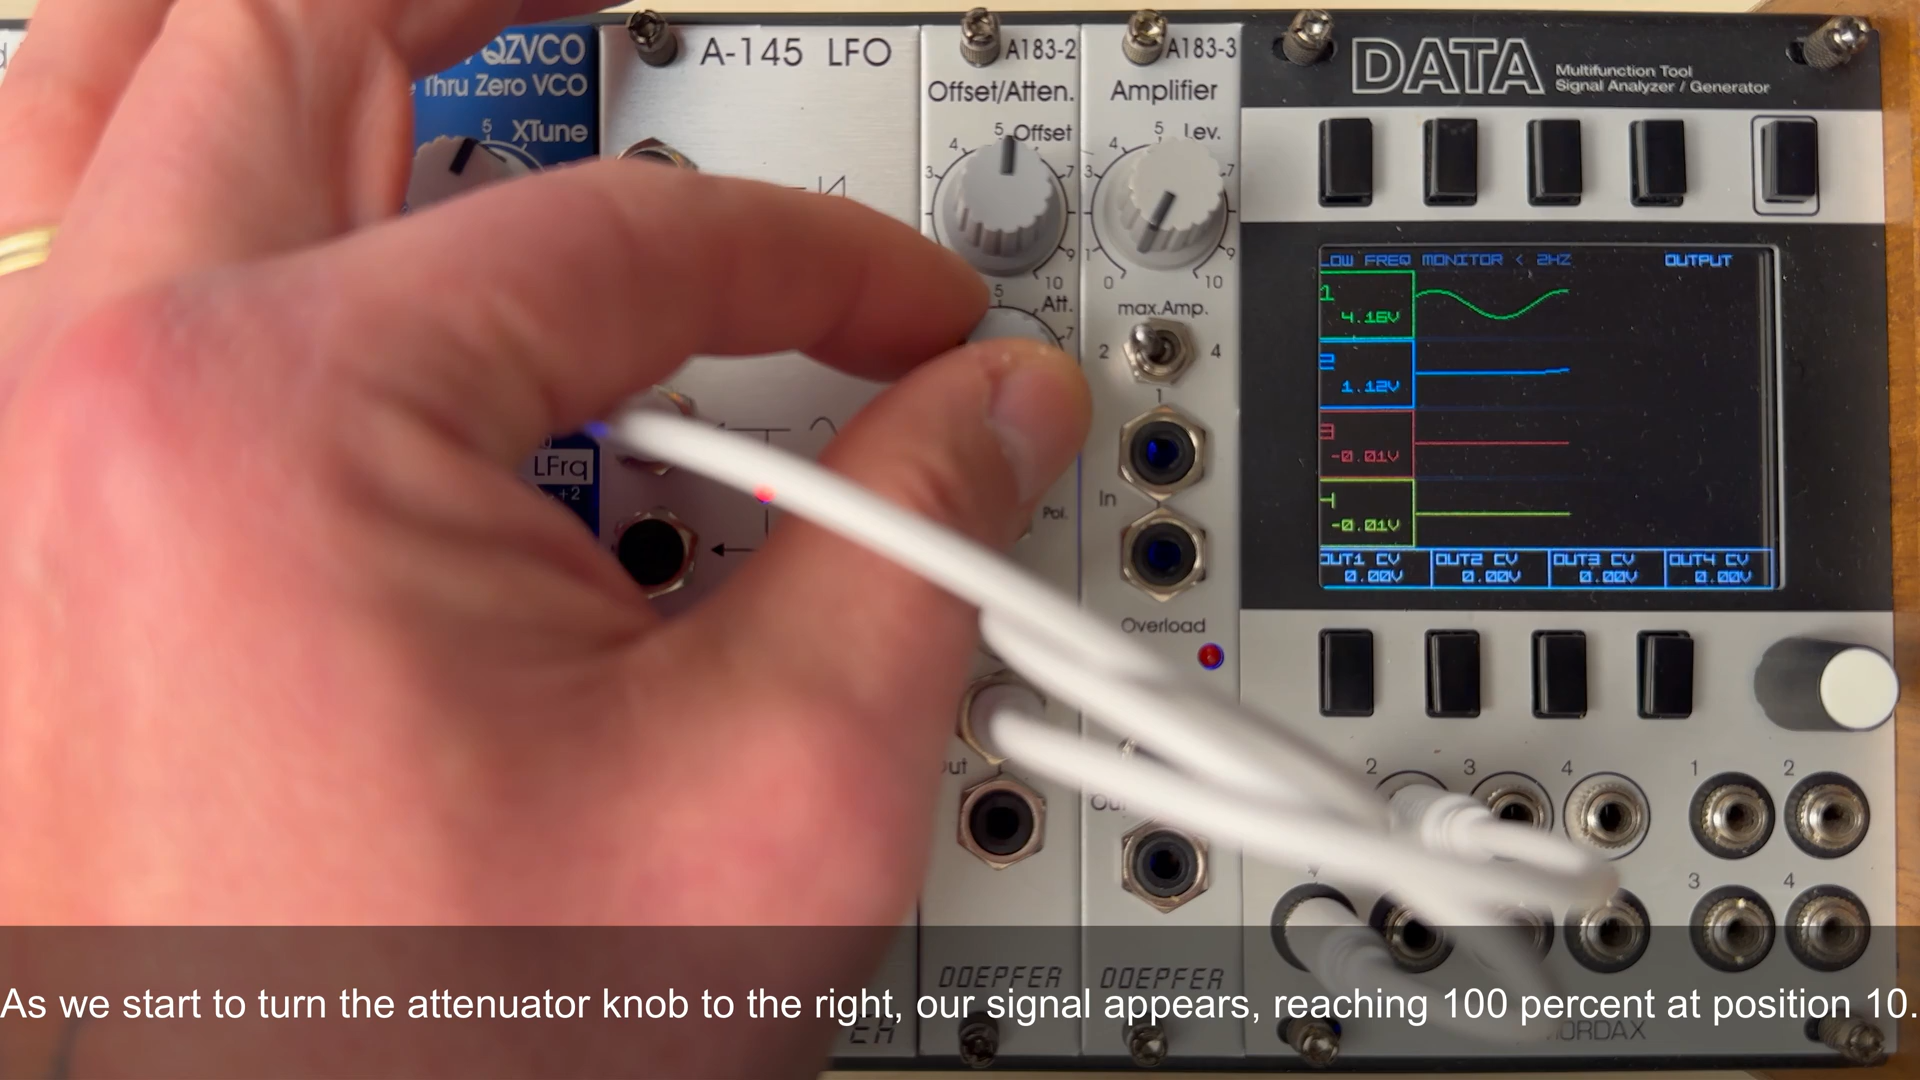 QZVCO
Thru Zero VCO
5
XTune
LFrq
+2
A-145 LFO
A183-2
Offset/Atten.
5
Offset
4
3
7
9
10
5
Att.
7
Pol.
DOEPFER
A183-3
Amplifier
5
Lev.
4
3
7
1
9
0
10
max.Amp.
2
4
1
In
Overload
DOEPFER
DATA
Multifunction Tool
Signal Analyzer / Generator
LOW FREQ MONITOR < 2HZ
OUTPUT
1
4.16V
2
1.12V
3
-0.01V
4
-0.01V
OUT1 CV
0.00V
OUT2 CV
0.00V
OUT3 CV
0.00V
OUT4 CV
0.00V
2
3
4
1
2
3
4
As we start to turn the attenuator knob to the right, our signal appears, reaching 100 percent at position 10.